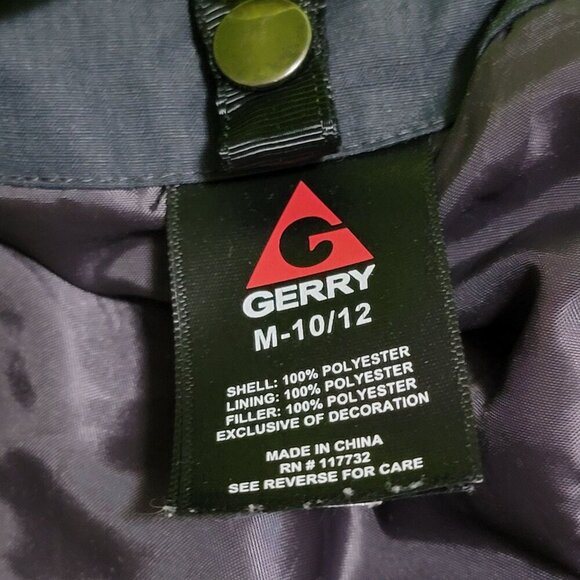 G
GERRY
M-10/12
SHELL: 100% POLYESTER
LINING: 100% POLYESTER
FILLER: 100% POLYESTER
EXCLUSIVE OF DECORATION
MADE IN CHINA
RN # 117732
SEE REVERSE FOR CARE